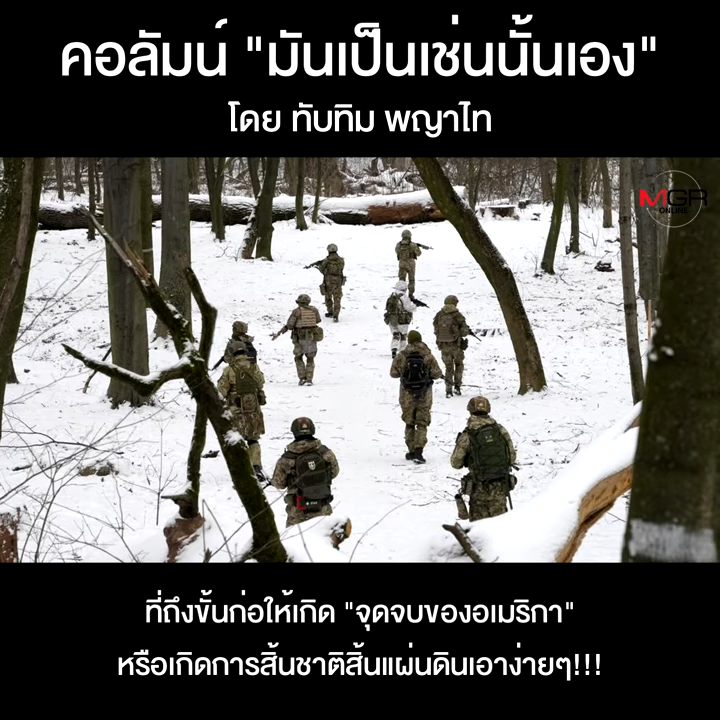 คอลัมน์ "มันเป็นเช่นนั้นเอง"
โดย ทับทิม พญาไท
MGR
ONLINE
ที่ถึงขั้นก่อให้เกิด "จุดจบของอเมริกา"
หรือเกิดการสิ้นชาติสิ้นแผ่นดินเอาง่ายๆ!!!